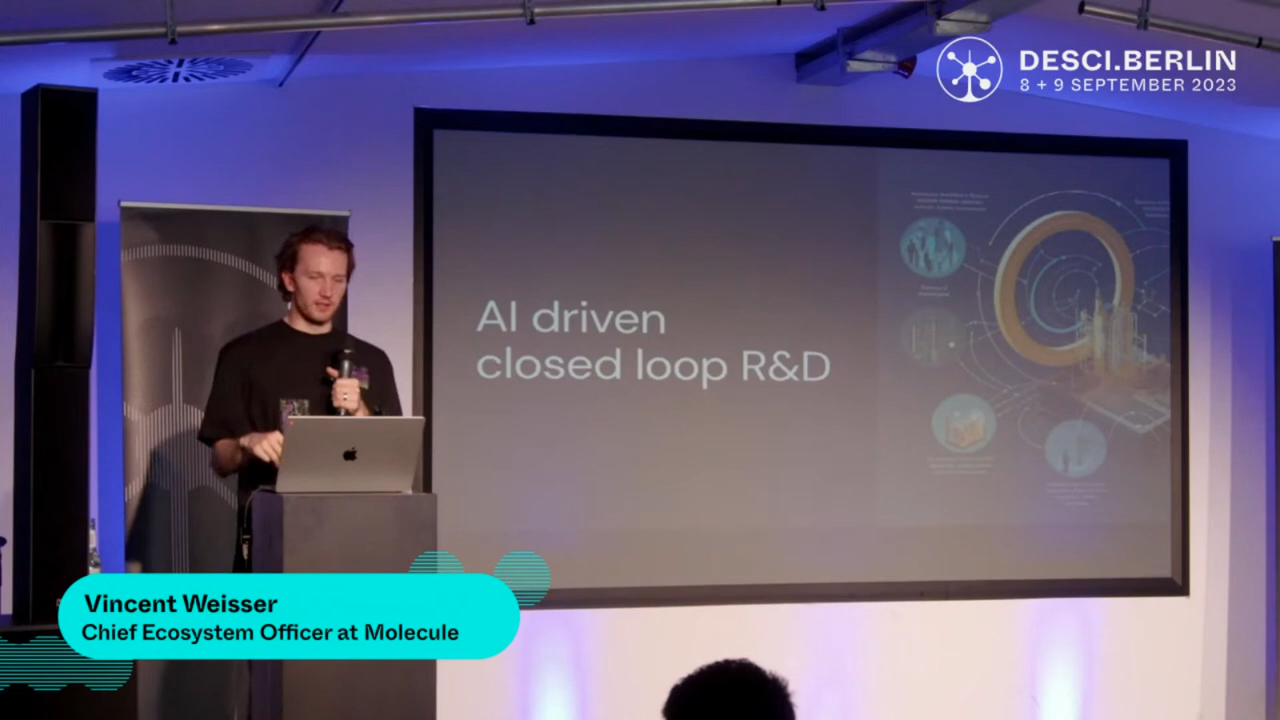 DESCI.BERLIN
8 + 9 SEPTEMBER 2023
AI driven
closed loop R&D
Vincent Weisser
Chief Ecosystem Officer at Molecule